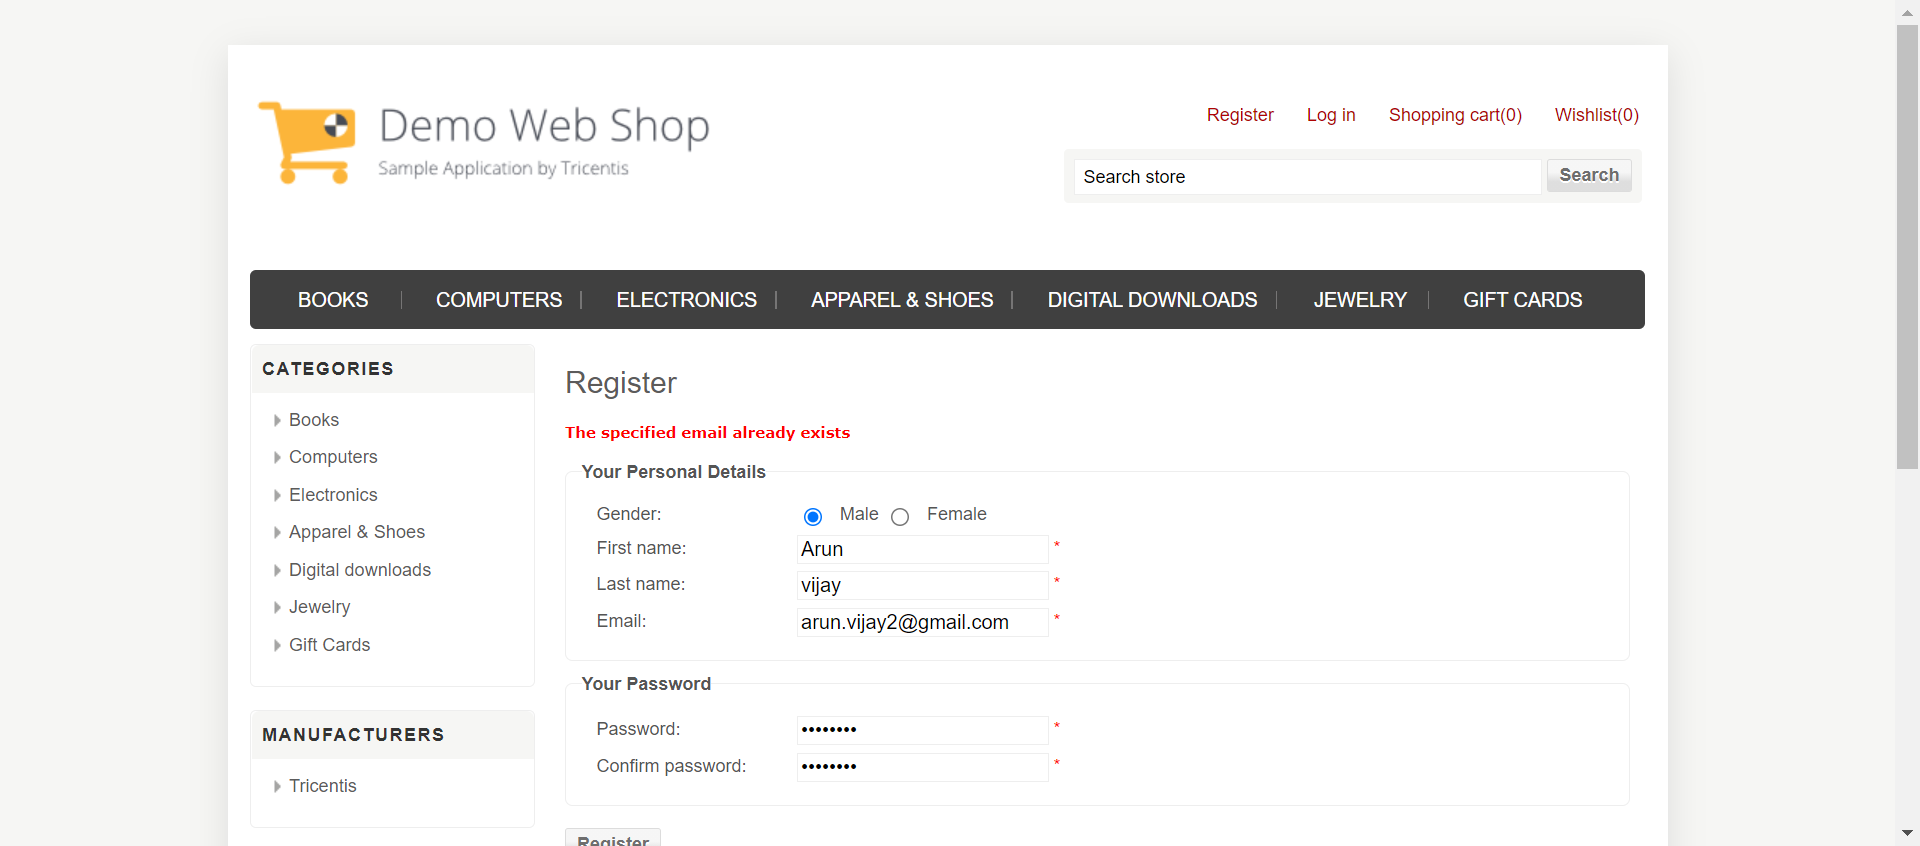 Demo Web Shop
Sample Application by Tricentis
Register Log in Shopping cart(0) Wishlist(0)
Search store Search
BOOKS COMPUTERS ELECTRONICS APPAREL & SHOES DIGITAL DOWNLOADS JEWELRY GIFT CARDS
CATEGORIES
Books
Computers
Electronics
Apparel & Shoes
Digital downloads
Jewelry
Gift Cards
MANUFACTURERS
Tricentis
Register
The specified email already exists
Your Personal Details
Gender: Male Female
First name: Arun *
Last name: vijay *
Email: arun.vijay2@gmail.com *
Your Password
Password: •••••••• *
Confirm password: •••••••• *
Register